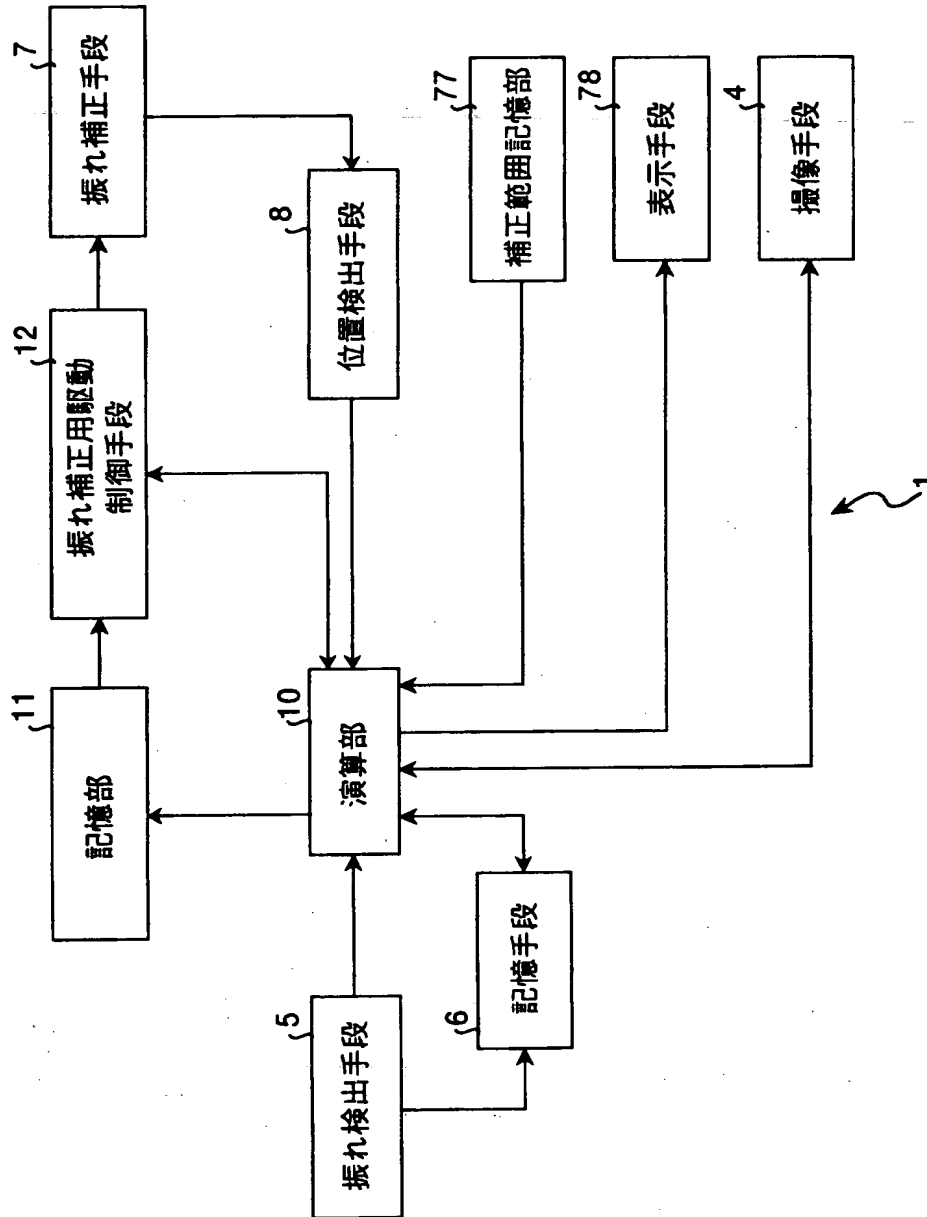 11
記憶部
12
振れ補正用駆動
制御手段
7
振れ補正手段
5
振れ検出手段
10
演算部
8
位置検出手段
6
記憶手段
77
補正範囲記憶部
78
表示手段
4
撮像手段
1